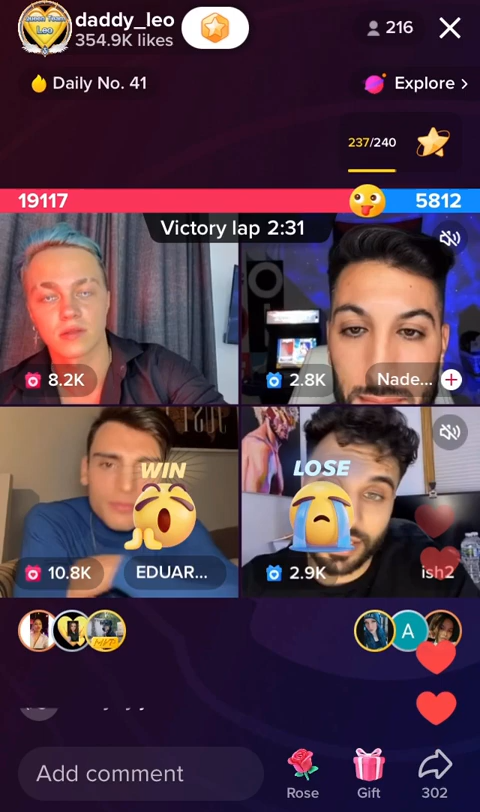 daddy_leo
354.9K likes
216
Daily No. 41
Explore
237/240
19117
5812
Victory lap 2:31
8.2K
2.8K
Nade...
WIN
LOSE
10.8K
EDUAR...
2.9K
ish2
A
Add comment
Rose
Gift
302